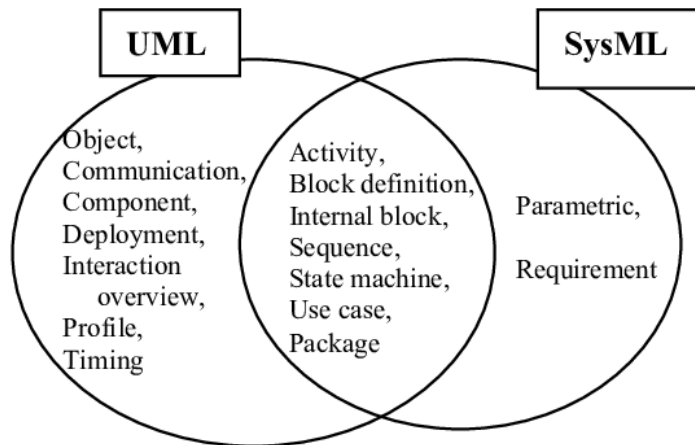 UML
SysML
Object,
Communication,
Component,
Deployment,
Interaction
overview,
Profile,
Timing
Activity,
Block definition,
Internal block,
Sequence,
State machine,
Use case,
Package
Parametric,
Requirement